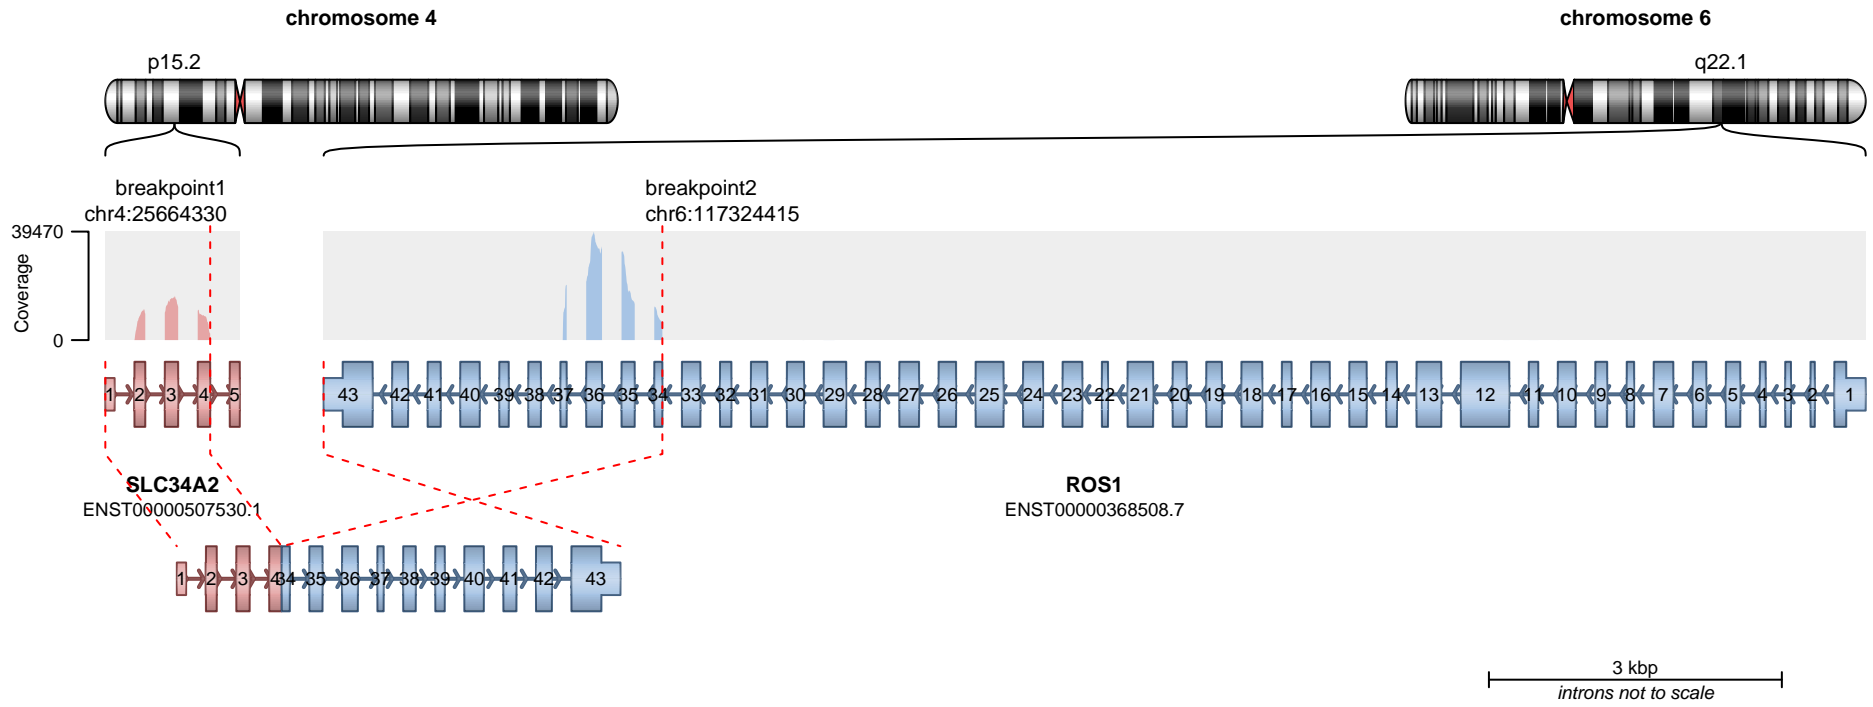 chromosome 4
chromosome 6
p15.2
q22.1
breakpoint1
chr4:25664330
breakpoint2
chr6:117324415
39470
Coverage
0
1 2 3 4 5
43 42 41 40 39 38 37 36 35 34 33 32 31 30 29 28 27 26 25 24 23 22 21 20 19 18 17 16 15 14 13 12 11 10 9 8 7 6 5 4 3 2 1
SLC34A2
ENST00000507530.1
ROS1
ENST00000368508.7
1 2 3 4 34 35 36 37 38 39 40 41 42 43
3 kbp
introns not to scale